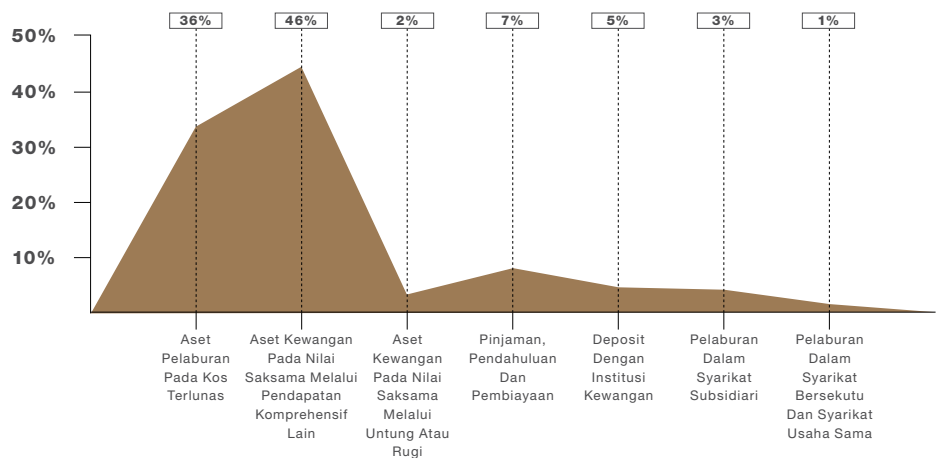 36%
46%
2%
7%
5%
3%
1%
50%
40%
30%
20%
10%
Aset
Pelaburan
Pada Kos
Terlunas
Aset Kewangan
Pada Nilai
Saksama Melalui
Pendapatan
Komprehensif
Lain
Aset
Kewangan
Pada Nilai
Saksama
Melalui
Untung Atau
Rugi
Pinjaman,
Pendahuluan
Dan
Pembiayaan
Deposit
Dengan
Institusi
Kewangan
Pelaburan
Dalam
Syarikat
Subsidiari
Pelaburan
Dalam
Syarikat
Bersekutu
Dan Syarikat
Usaha Sama